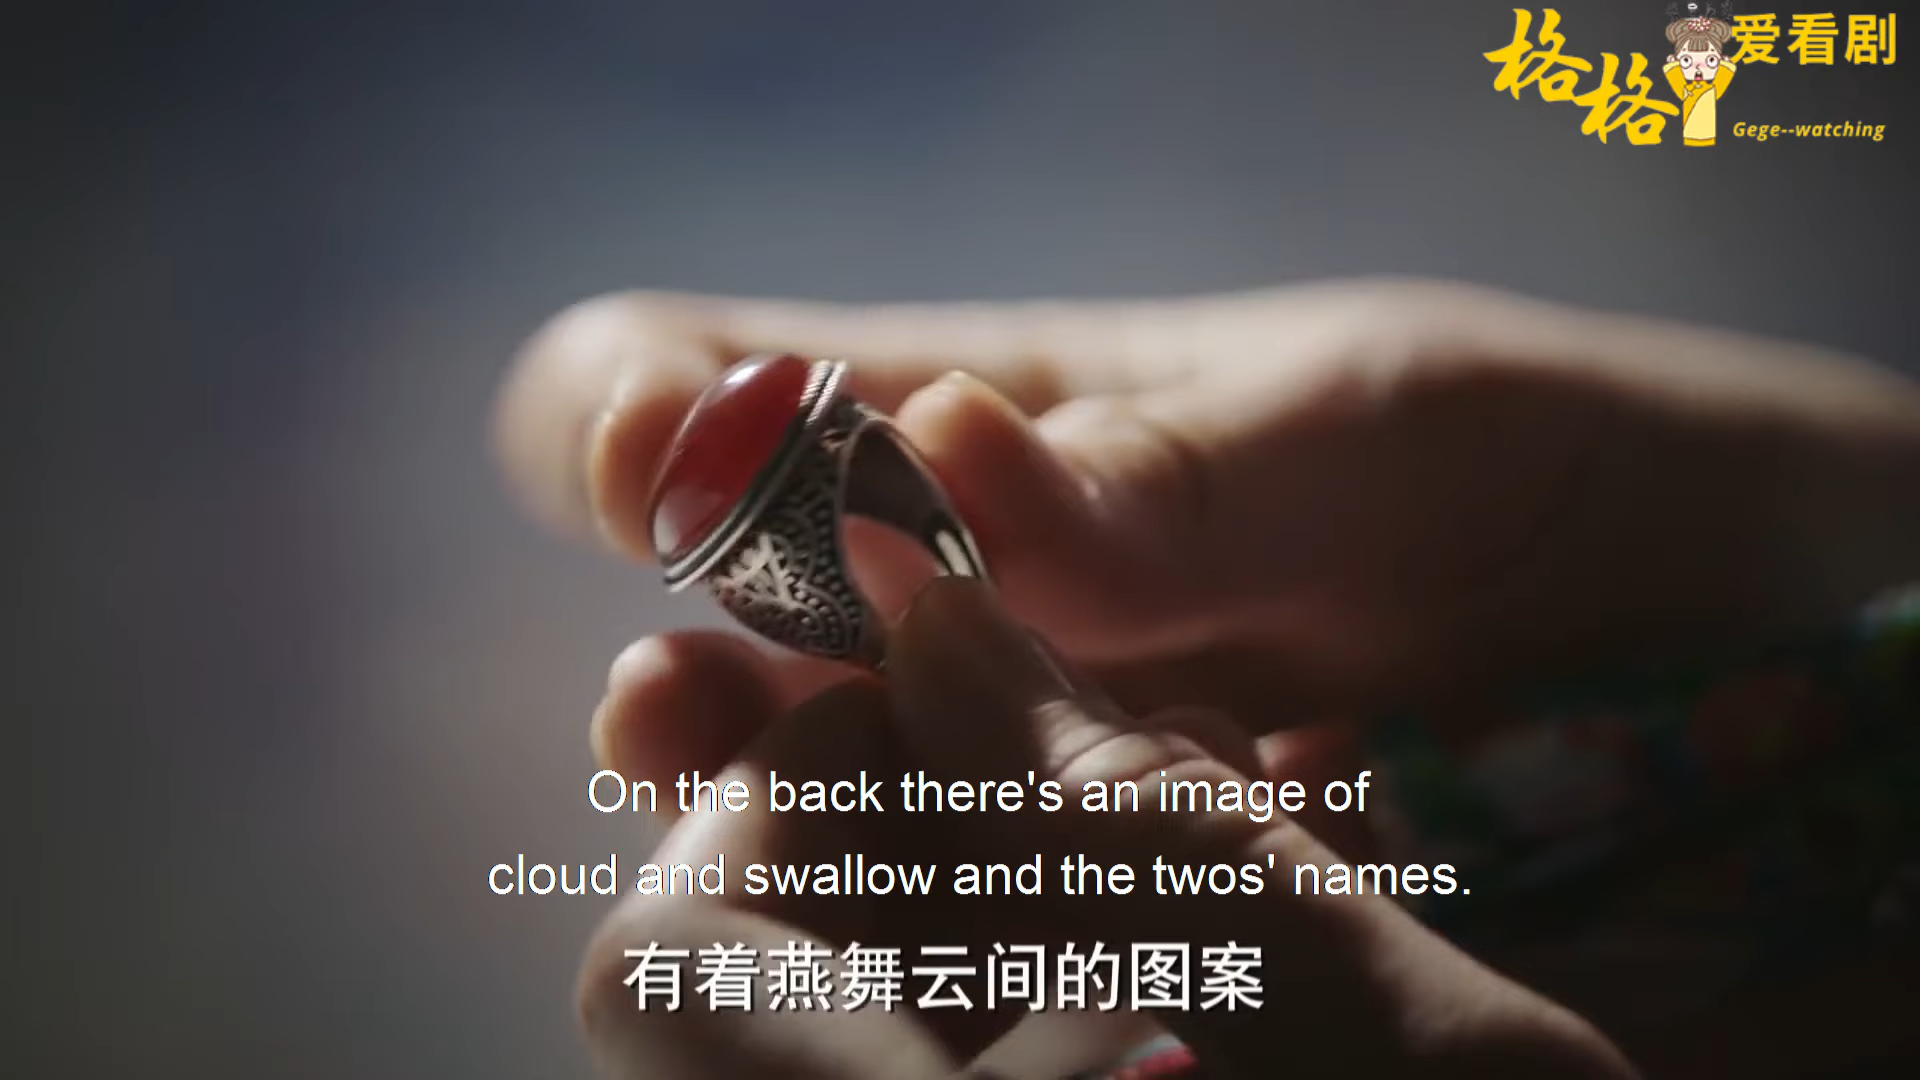 格格爱看剧
Gege--watching
On the back there's an image of
cloud and swallow and the twos' names.
有着燕舞云间的图案